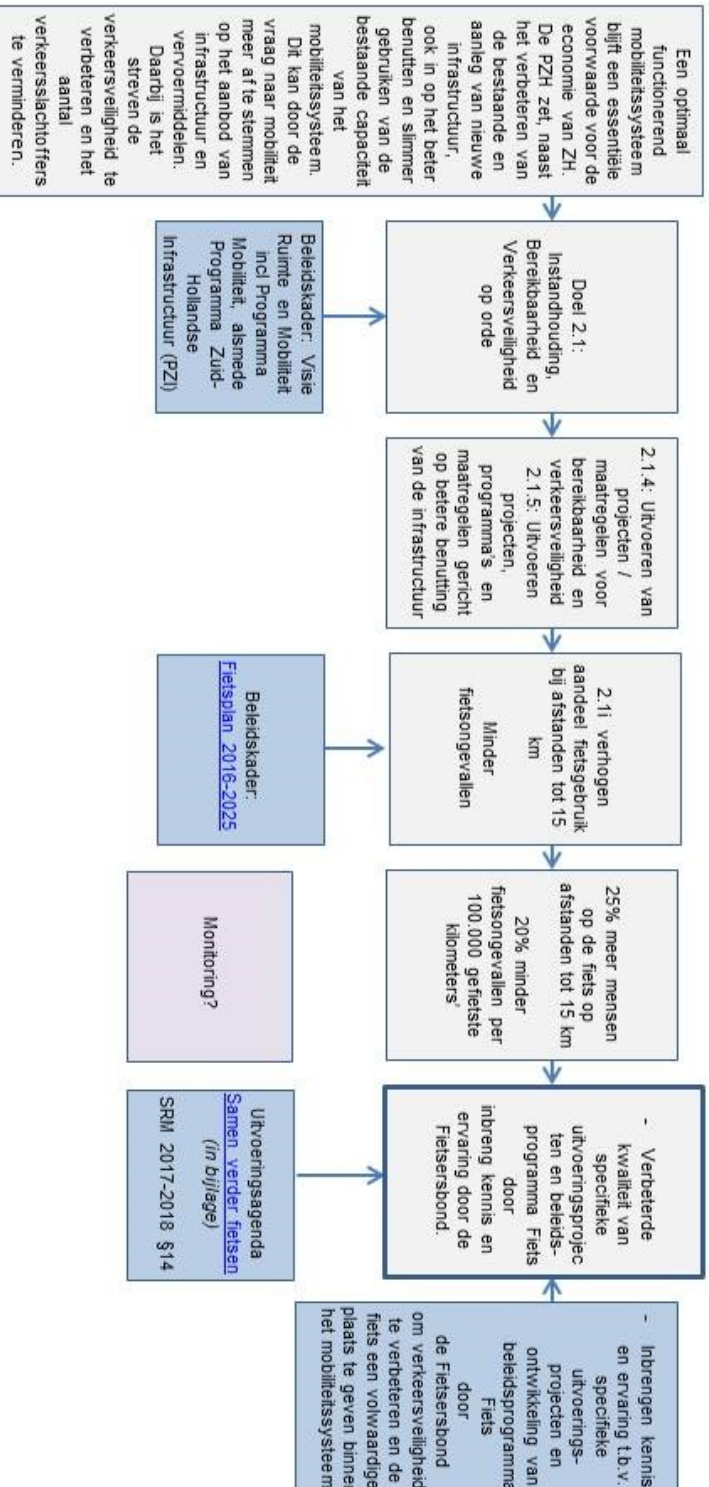 Een optimaal
functionerend
mobiliteitssysteem
blijft een essentiële
voorwaarde voor de
economie van ZH.
De PZH zet, naast
het verbeteren van
de bestaande en
aanleg van nieuwe
infrastructuur,
ook in op het beter
benutten en slimmer
gebruiken van de
bestaande capaciteit
van het
mobiliteitssysteem.
Dit kan door de
vraag naar mobiliteit
meer af te stemmen
op het aanbod van
infrastructuur en
vervoermiddelen.
Daarbij is het
streven de
verkeersveiligheid te
verbeteren en het
aantal
verkeersslachtoffers
te verminderen.
Doel 2.1:
Instandhouding,
Bereikbaarheid en
Verkeersveiligheid
op orde
Beleidskader: Visie
Ruimte en Mobiliteit
incl Programma
Mobiliteit, alsmede
Programma Zuid-
Hollandse
Infrastructuur (PZI)
2.1.4: Uitvoeren van
projecten /
maatregelen voor
bereikbaarheid en
verkeersveiligheid
2.1.5: Uitvoeren
projecten,
programma's en
maatregelen gericht
op betere benutting
van de infrastructuur
2.1i verhogen
aandeel fietsgebruik
bij afstanden tot 15
km
Minder
fietsongevallen
Beleidskader:
Fietsplan 2016-2025
25% meer mensen
op de fiets op
afstanden tot 15 km
20% minder
fietsongevallen per
100.000 gefietste
kilometers'
Monitoring?
- Verbeterde
kwaliteit van
specifieke
uitvoeringsprojec
ten en beleids-
programma Fiets
door
inbreng kennis en
ervaring door de
Fietsersbond.
Uitvoeringsagenda
Samen verder fietsen
(in bijlage)
SRM 2017-2018 §14
- Inbrengen kennis
en ervaring t.b.v.
specifieke
uitvoerings-
projecten en
ontwikkeling van
beleidsprogramma
Fiets
door
de Fietsersbond
om verkeersveiligheid
te verbeteren en de
fiets een volwaardige
plaats te geven binnen
het mobiliteitssysteem